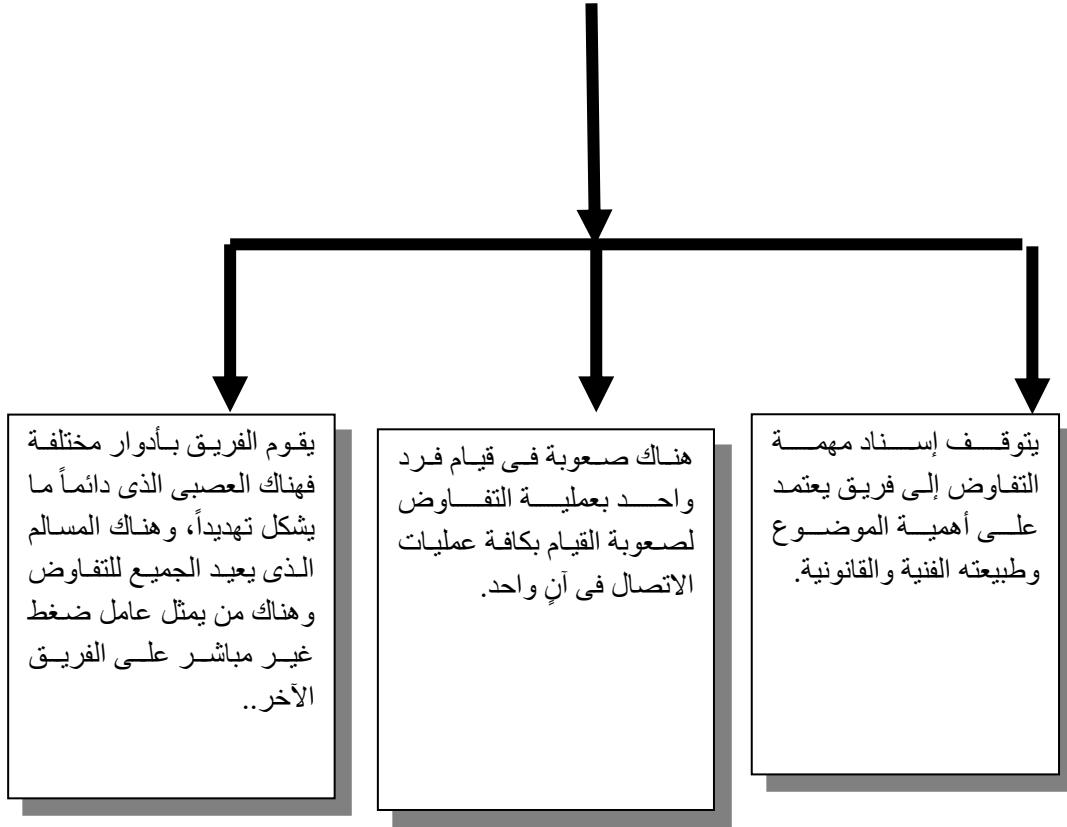 يتوقف إسناد مهمة
التفاوض إلى فريق يعتمد
على أهمية الموضوع
وطبيعته الفنية والقانونية.
هناك صعوبة فى قيام فرد
واحد بعملية التفاوض
لصعوبة القيام بكافة عمليات
الاتصال فى آنٍ واحد.
يقوم الفريق بأدوار مختلفة
فهناك العصبى الذى دائماً ما
يشكل تهديداً، وهناك المسالم
الذى يعيد الجميع للتفاوض
وهناك من يمثل عامل ضغط
غير مباشر على الفريق
الآخر..